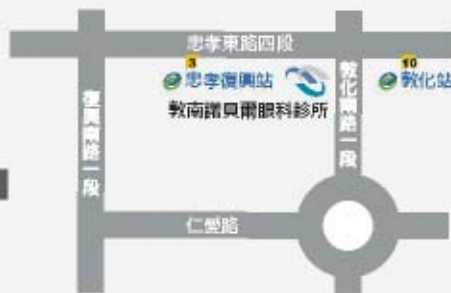 忠孝東路四段
3
忠孝復興站
10
敦化站
敦南諾貝爾眼科診所
復興南路一段
敦化南路一段
仁愛路